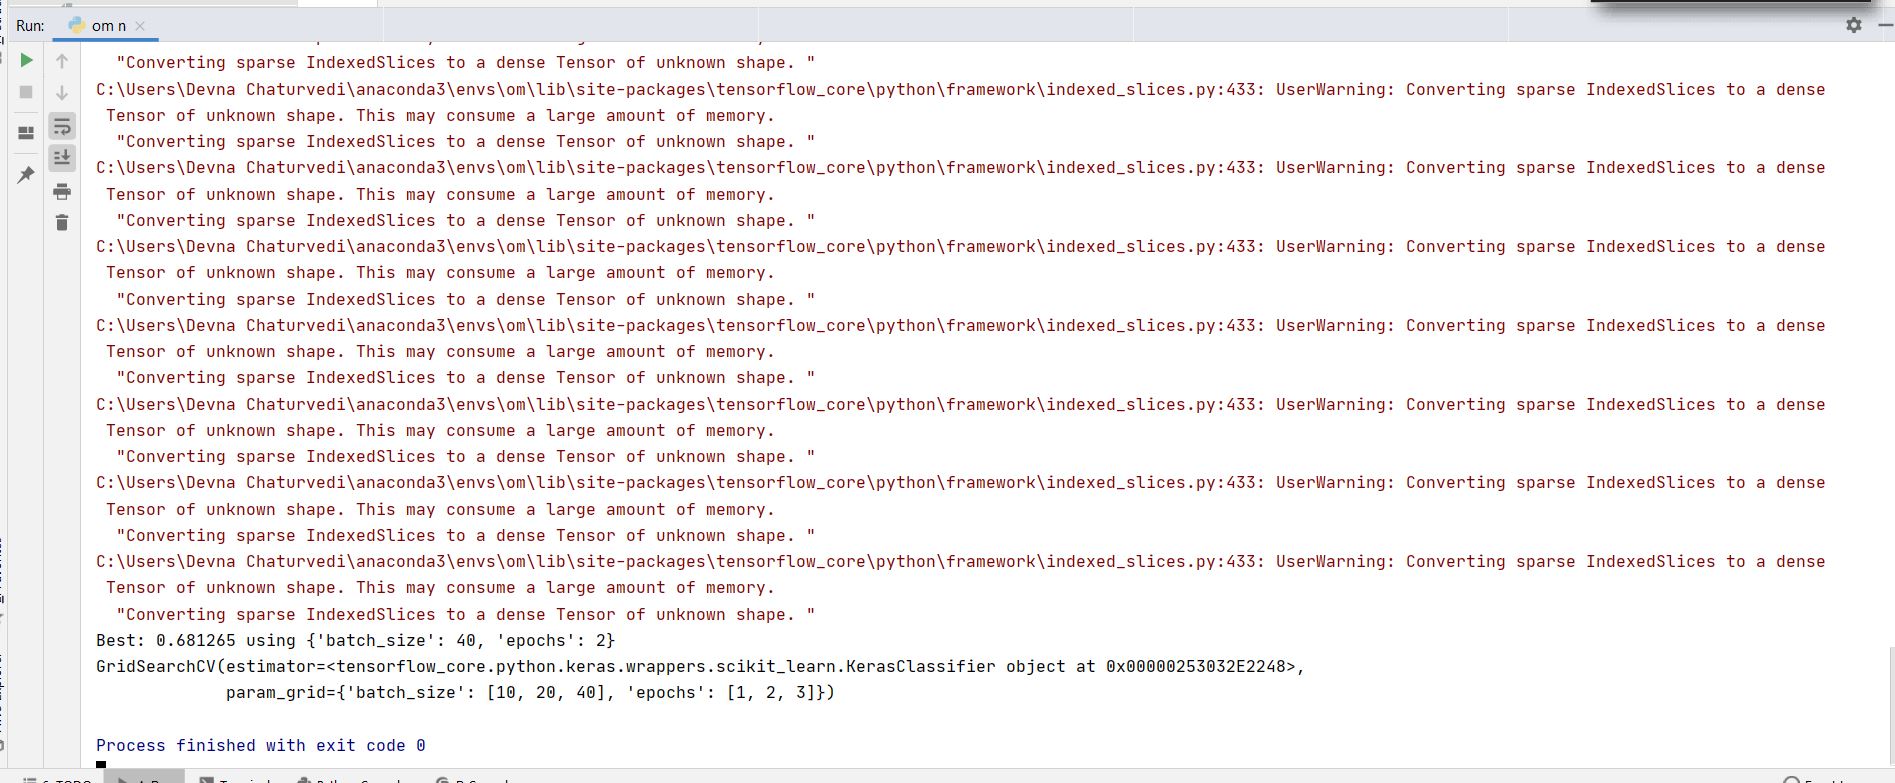 Run:
om n
"Converting sparse IndexedSlices to a dense Tensor of unknown shape. "
C:\Users\Devna Chaturvedi\anaconda3\envs\om\lib\site-packages\tensorflow_core\python\framework\indexed_slices.py:433: UserWarning: Converting sparse IndexedSlices to a dense
Tensor of unknown shape. This may consume a large amount of memory.
"Converting sparse IndexedSlices to a dense Tensor of unknown shape. "
C:\Users\Devna Chaturvedi\anaconda3\envs\om\lib\site-packages\tensorflow_core\python\framework\indexed_slices.py:433: UserWarning: Converting sparse IndexedSlices to a dense
Tensor of unknown shape. This may consume a large amount of memory.
"Converting sparse IndexedSlices to a dense Tensor of unknown shape. "
C:\Users\Devna Chaturvedi\anaconda3\envs\om\lib\site-packages\tensorflow_core\python\framework\indexed_slices.py:433: UserWarning: Converting sparse IndexedSlices to a dense
Tensor of unknown shape. This may consume a large amount of memory.
"Converting sparse IndexedSlices to a dense Tensor of unknown shape. "
C:\Users\Devna Chaturvedi\anaconda3\envs\om\lib\site-packages\tensorflow_core\python\framework\indexed_slices.py:433: UserWarning: Converting sparse IndexedSlices to a dense
Tensor of unknown shape. This may consume a large amount of memory.
"Converting sparse IndexedSlices to a dense Tensor of unknown shape. "
C:\Users\Devna Chaturvedi\anaconda3\envs\om\lib\site-packages\tensorflow_core\python\framework\indexed_slices.py:433: UserWarning: Converting sparse IndexedSlices to a dense
Tensor of unknown shape. This may consume a large amount of memory.
"Converting sparse IndexedSlices to a dense Tensor of unknown shape. "
C:\Users\Devna Chaturvedi\anaconda3\envs\om\lib\site-packages\tensorflow_core\python\framework\indexed_slices.py:433: UserWarning: Converting sparse IndexedSlices to a dense
Tensor of unknown shape. This may consume a large amount of memory.
"Converting sparse IndexedSlices to a dense Tensor of unknown shape. "
C:\Users\Devna Chaturvedi\anaconda3\envs\om\lib\site-packages\tensorflow_core\python\framework\indexed_slices.py:433: UserWarning: Converting sparse IndexedSlices to a dense
Tensor of unknown shape. This may consume a large amount of memory.
"Converting sparse IndexedSlices to a dense Tensor of unknown shape. "
Best: 0.681265 using {'batch_size': 40, 'epochs': 2}
GridSearchCV(estimator=<tensorflow_core.python.keras.wrappers.scikit_learn.KerasClassifier object at 0x00000253032E2248>,
param_grid={'batch_size': [10, 20, 40], 'epochs': [1, 2, 3]})
Process finished with exit code 0